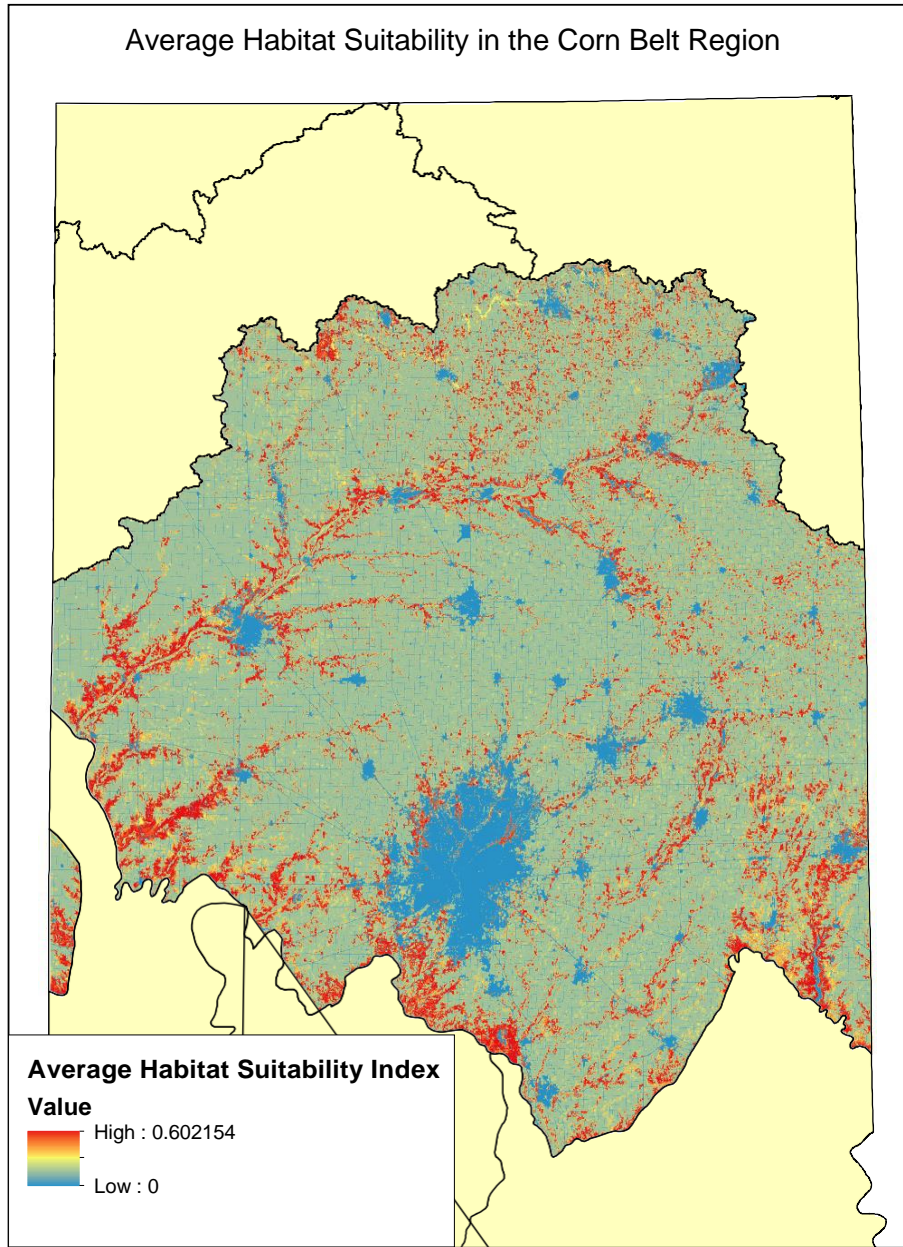 Average Habitat Suitability in the Corn Belt Region
Average Habitat Suitability Index
Value
High : 0.602154
Low : 0